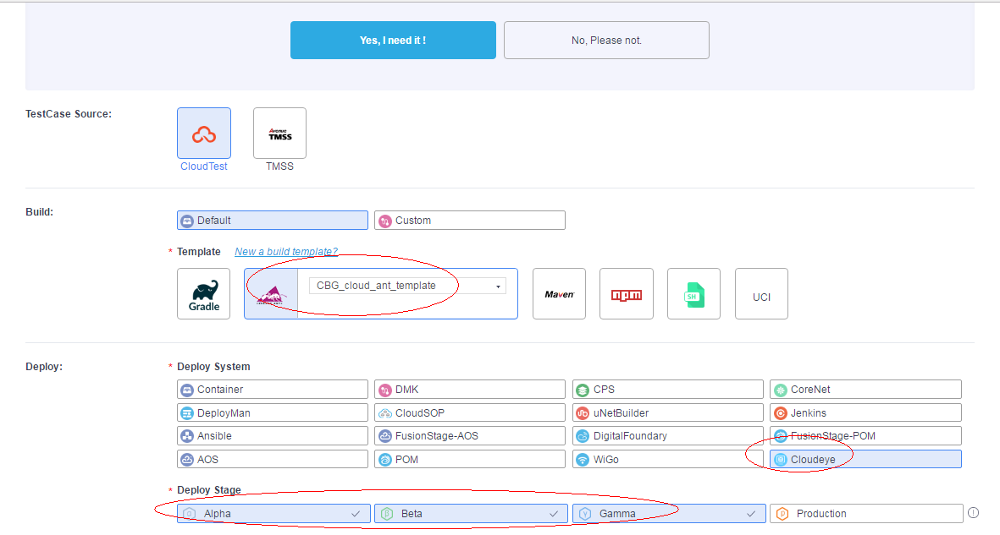 Yes, I need it !
No, Please not.
TestCase Source:
Avenue
TMSS
CloudTest
TMSS
Build:
Default
Custom
* Template
New a build template?
Gradle
CBG_cloud_ant_template
Maven
npm
SH
UCI
Deploy:
* Deploy System
Container
DMK
CPS
CoreNet
DeployMan
CloudSOP
uNetBuilder
Jenkins
Ansible
FusionStage-AOS
DigitalFoundary
FusionStage-POM
AOS
POM
WiGo
Cloudeye
* Deploy Stage
Alpha
Beta
Gamma
Production